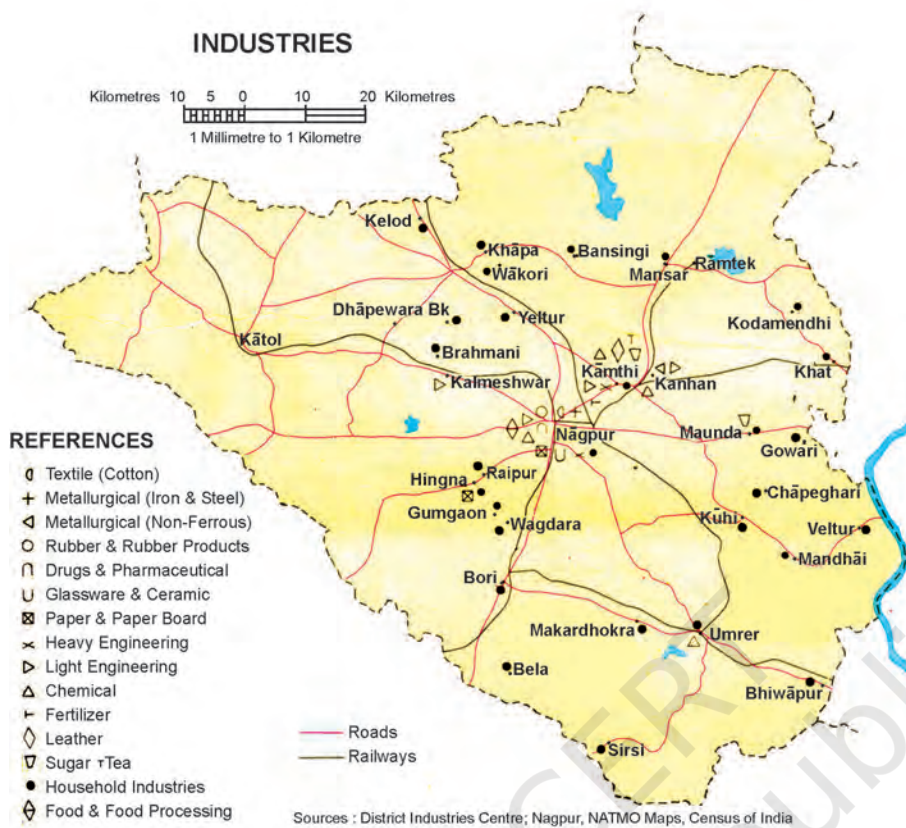 INDUSTRIES
Kilometres 10 5 0 10 20 Kilometres
1 Millimetre to 1 Kilometre
Kelod
Khāpa
Bansingi
Wākori
Mansar
Rāmtek
Dhāpewara Bk
Yeltur
Kodamendhi
Kātol
Brahmani
Kāmthi
Khat
Kalmeshwar
Kanhan
Nāgpur
Maunda
Gowari
Hingna
Raipur
Chāpeghari
Gumgaon
Wagdara
Kūhi
Veltur
Mandhāi
Bori
Makardhokra
Umrer
Bela
Bhiwāpur
Sirsi
REFERENCES
Textile (Cotton)
Metallurgical (Iron & Steel)
Metallurgical (Non-Ferrous)
Rubber & Rubber Products
Drugs & Pharmaceutical
Glassware & Ceramic
Paper & Paper Board
Heavy Engineering
Light Engineering
Chemical
Fertilizer
Leather
Sugar т Tea
Household Industries
Food & Food Processing
Roads
Railways
Sources : District Industries Centre; Nagpur, NATMO Maps, Census of India